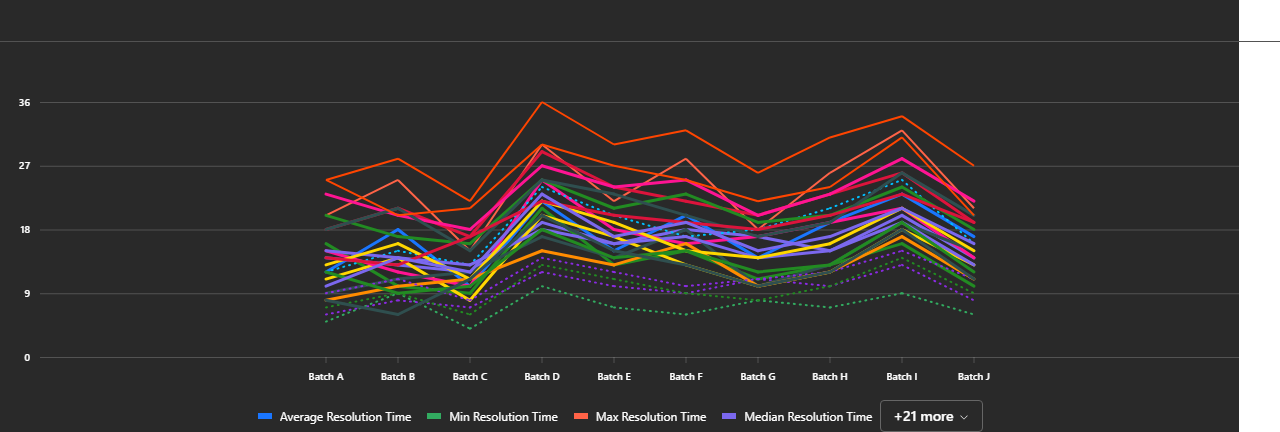 36
27
18
9
0
Batch A Batch B Batch C Batch D Batch E Batch F Batch G Batch H Batch I Batch J
Average Resolution Time Min Resolution Time Max Resolution Time Median Resolution Time +21 more